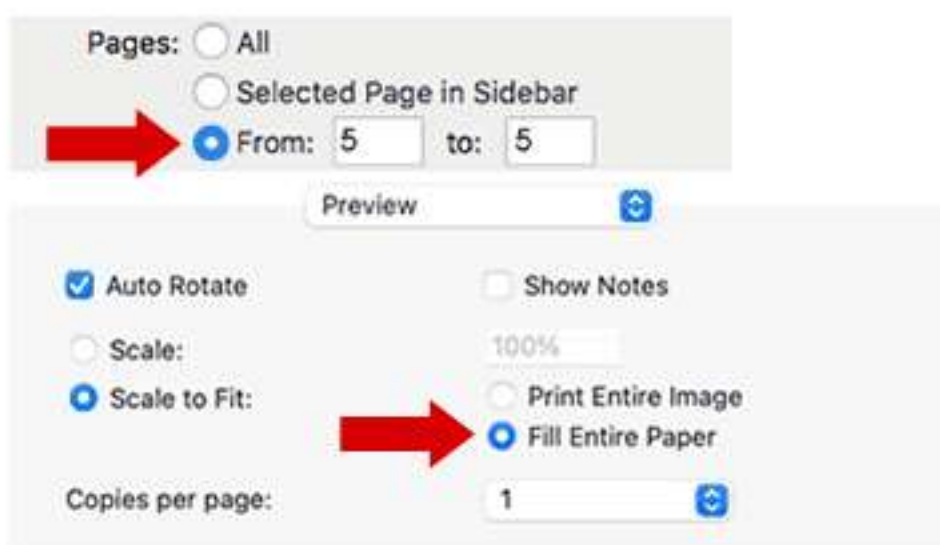 Pages: All
Selected Page in Sidebar
From: 5 to: 5
Preview
Auto Rotate Show Notes
Scale: 100%
Scale to Fit: Print Entire Image
Fill Entire Paper
Copies per page: 1